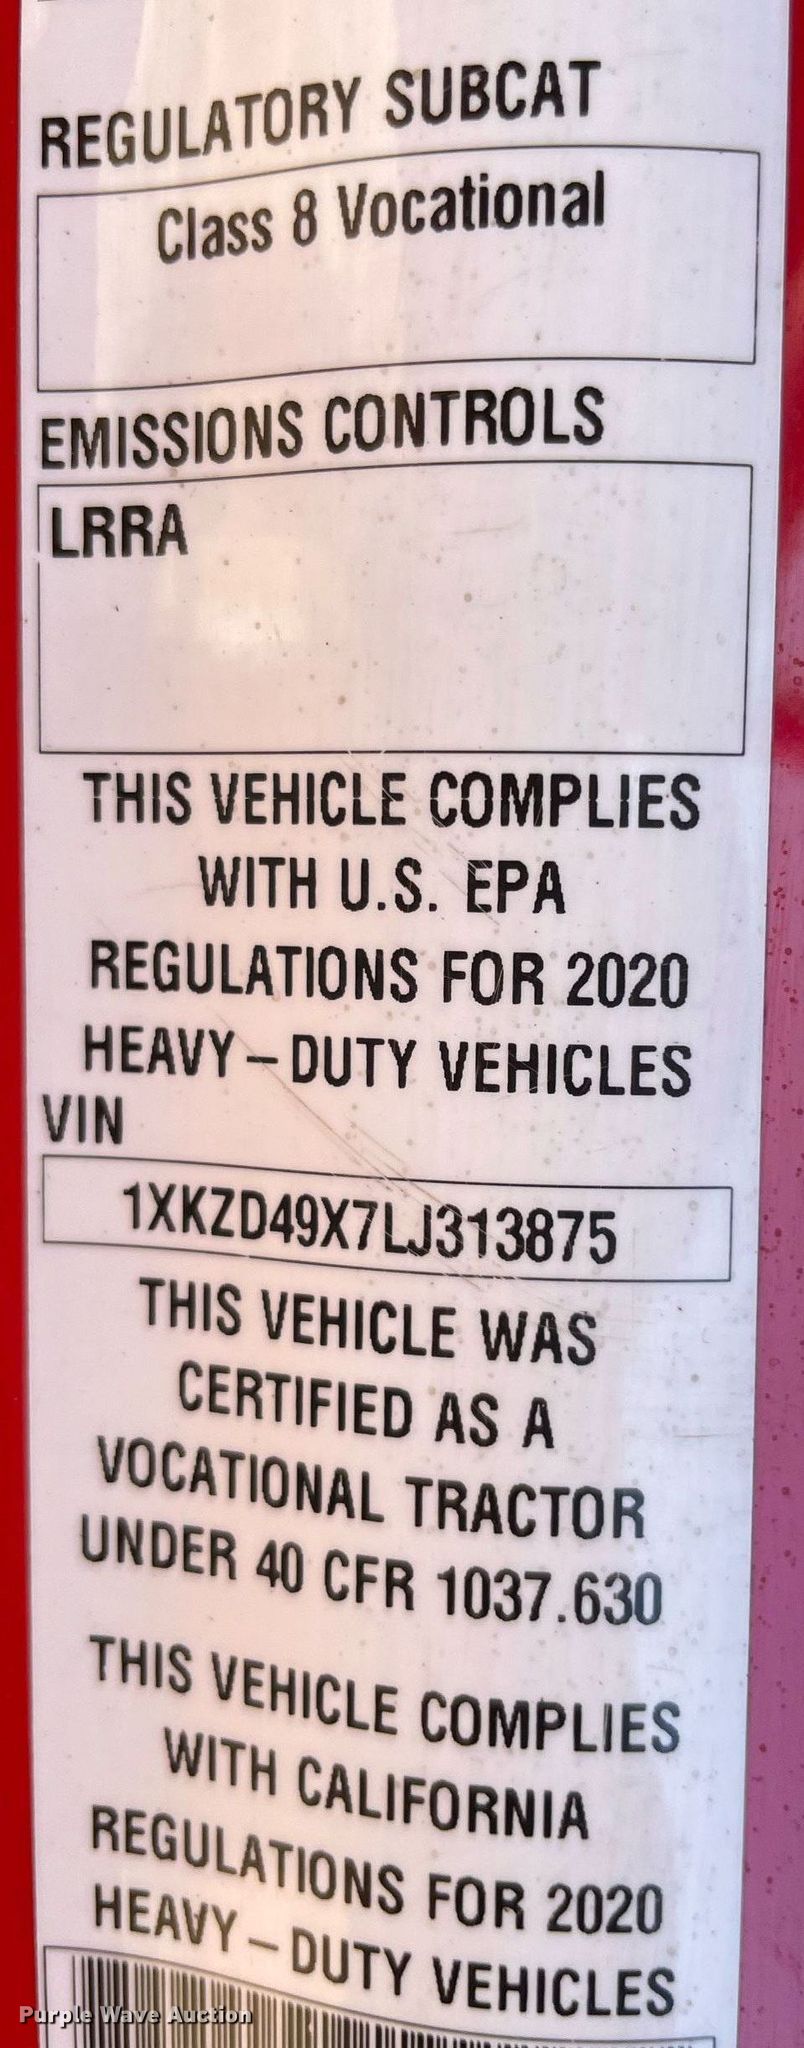 REGULATORY SUBCAT
Class 8 Vocational
EMISSIONS CONTROLS
LRRA
THIS VEHICLE COMPLIES
WITH U.S. EPA
REGULATIONS FOR 2020
HEAVY–DUTY VEHICLES
VIN
1XKZD49X7LJ313875
THIS VEHICLE WAS
CERTIFIED AS A
VOCATIONAL TRACTOR
UNDER 40 CFR 1037.630
THIS VEHICLE COMPLIES
WITH CALIFORNIA
REGULATIONS FOR 2020
HEAVY–DUTY VEHICLES
Purple Wave Auction